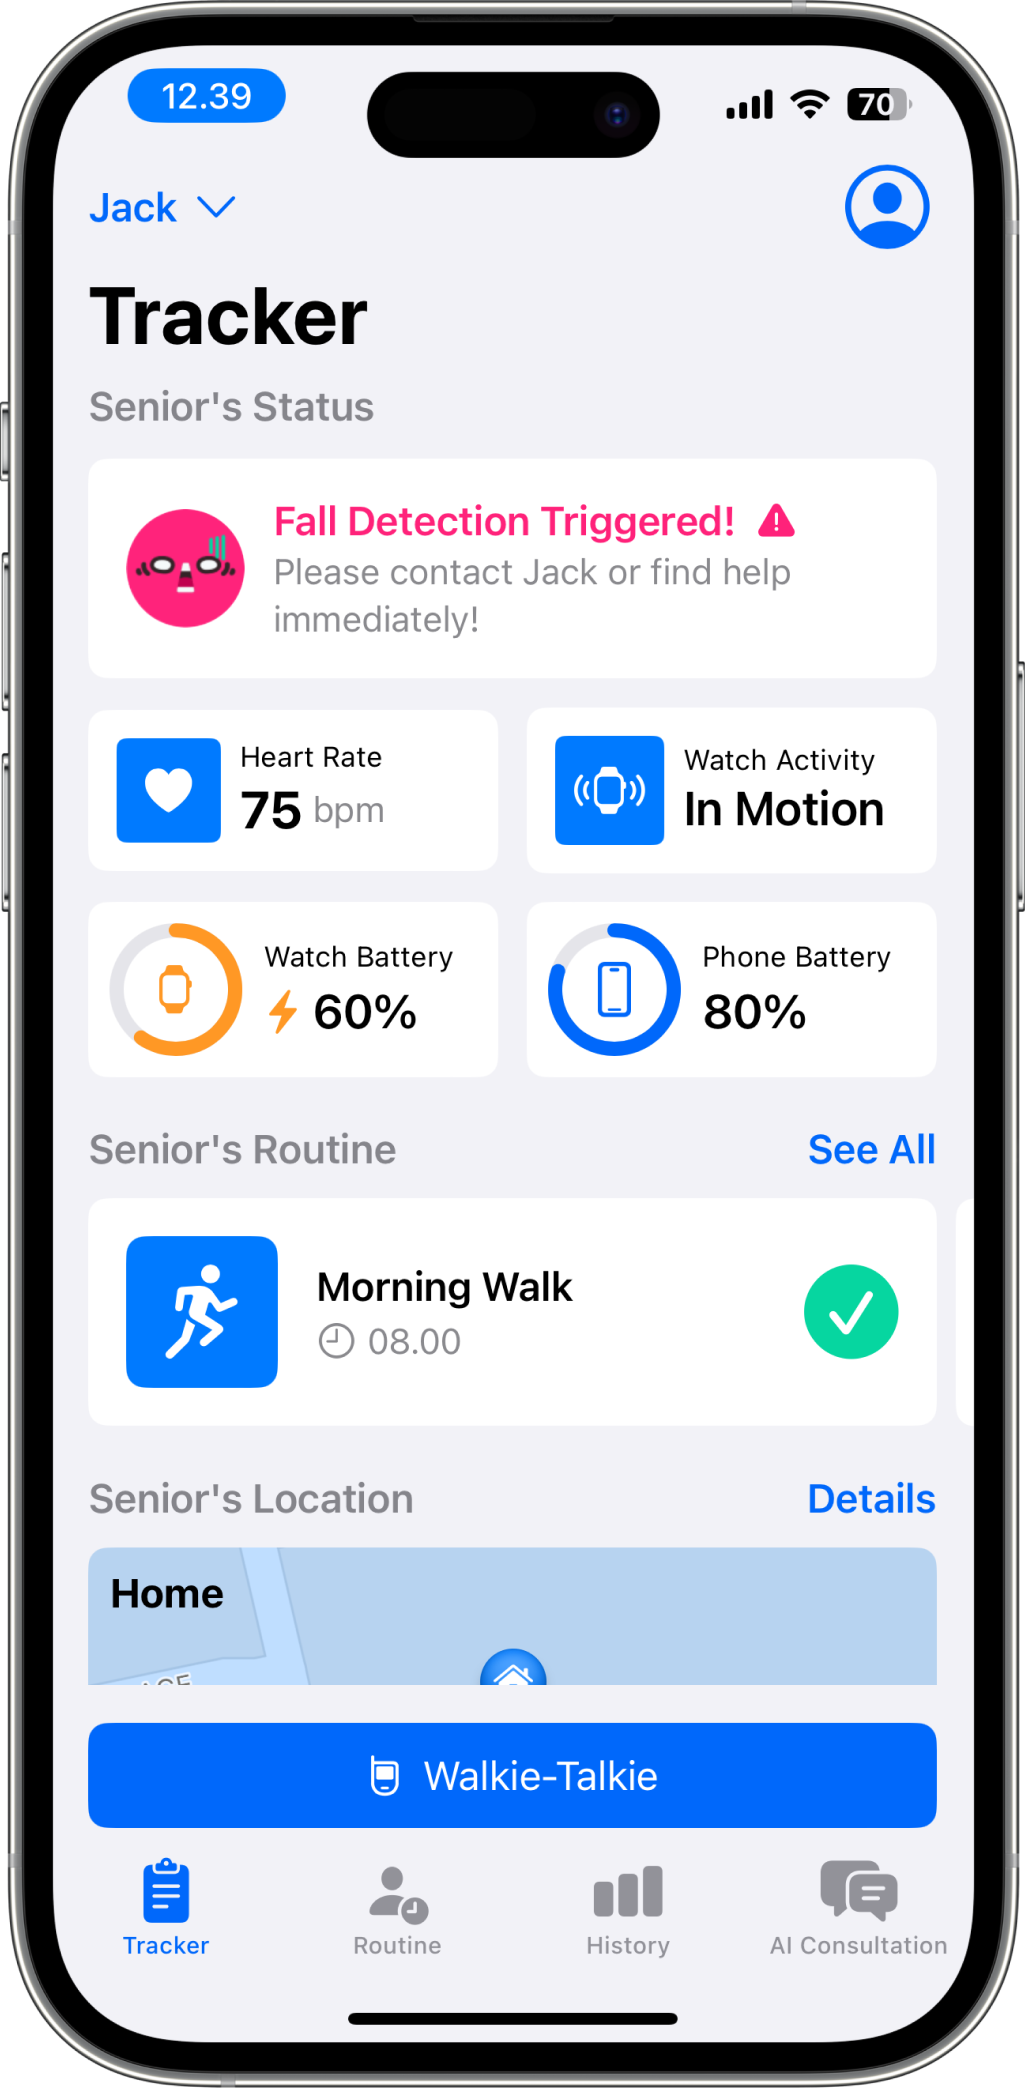 12.39
70
Jack
Tracker
Senior's Status
Fall Detection Triggered!
Please contact Jack or find help
immediately!
Heart Rate
75 bpm
Watch Activity
In Motion
Watch Battery
60%
Phone Battery
80%
Senior's Routine
See All
Morning Walk
08.00
Senior's Location
Details
Home
Walkie-Talkie
Tracker
Routine
History
AI Consultation